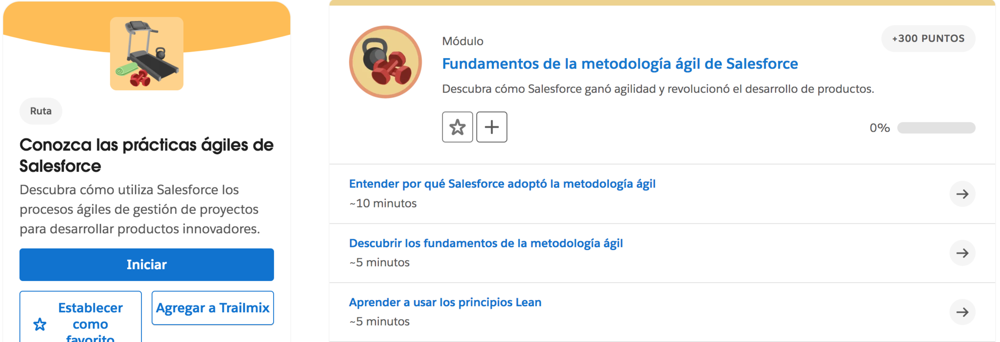 Ruta
Conozca las prácticas ágiles de
Salesforce
Descubra cómo utiliza Salesforce los
procesos ágiles de gestión de proyectos
para desarrollar productos innovadores.
Iniciar
Establecer
como
favorito
Agregar a Trailmix
Módulo
+300 PUNTOS
Fundamentos de la metodología ágil de Salesforce
Descubra cómo Salesforce ganó agilidad y revolucionó el desarrollo de productos.
0%
Entender por qué Salesforce adoptó la metodología ágil
~10 minutos
Descubrir los fundamentos de la metodología ágil
~5 minutos
Aprender a usar los principios Lean
~5 minutos